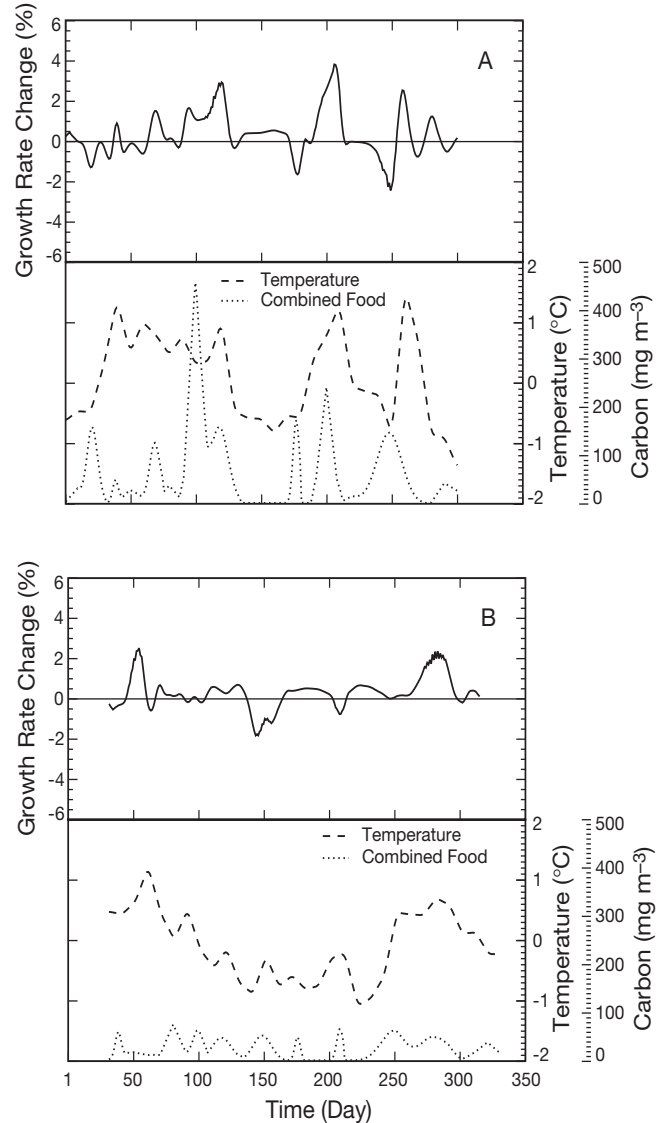 A
Growth Rate Change (%)
6
4
2
0
-2
-4
-6
Temperature
Combined Food
2
1
0
-1
-2
Temperature (°C)
500
400
300
200
100
0
Carbon (mg m–3)
B
Growth Rate Change (%)
6
4
2
0
-2
-4
-6
Temperature
Combined Food
2
1
0
-1
-2
Temperature (°C)
500
400
300
200
100
0
Carbon (mg m–3)
1 50 100 150 200 250 300 350
Time (Day)